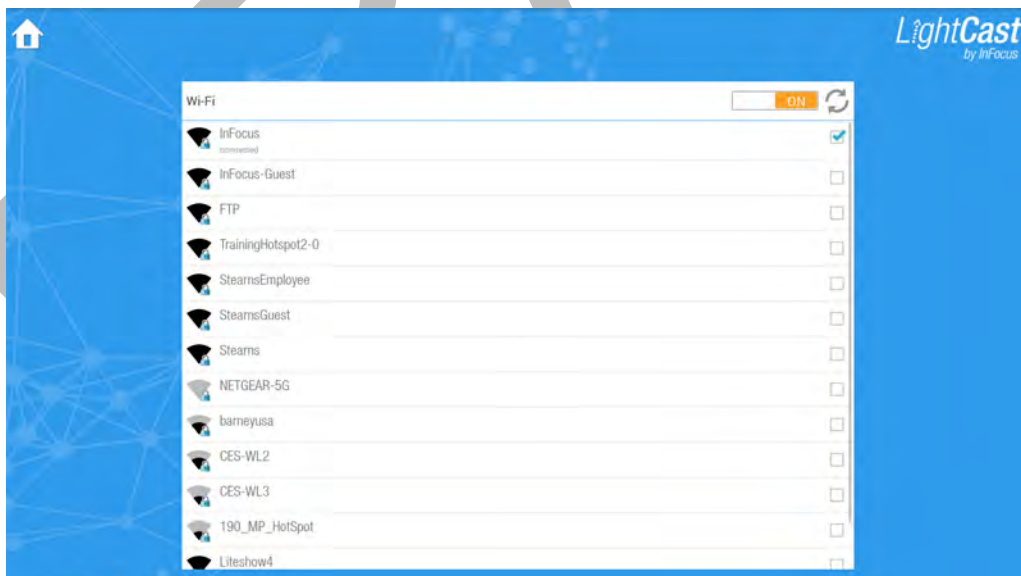 LightCast
by InFocus
Wi-Fi
ON
InFocus
connected
InFocus-Guest
FTP
TrainingHotspot2-0
StearnsEmployee
StearnsGuest
Stearns
NETGEAR-5G
barneyusa
CES-WL2
CES-WL3
190_MP_HotSpot
Liteshow4